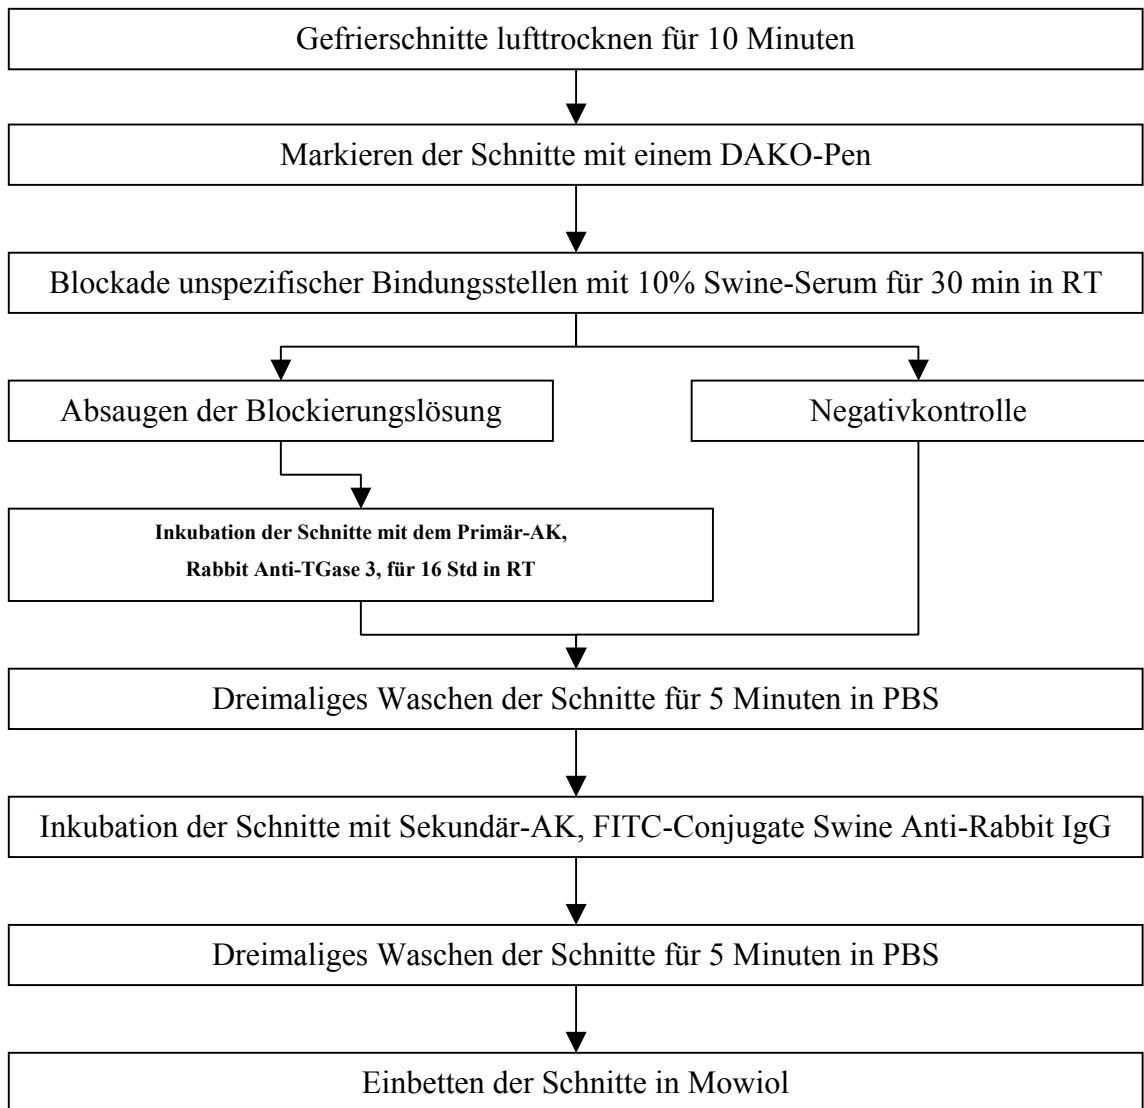 Gefrierschnitte lufttrocknen für 10 Minuten
Markieren der Schnitte mit einem DAKO-Pen
Blockade unspezifischer Bindungsstellen mit 10% Swine-Serum für 30 min in RT
Absaugen der Blockierungslösung
Negativkontrolle
Inkubation der Schnitte mit dem Primär-AK,
Rabbit Anti-TGase 3, für 16 Std in RT
Dreimaliges Waschen der Schnitte für 5 Minuten in PBS
Inkubation der Schnitte mit Sekundär-AK, FITC-Conjugate Swine Anti-Rabbit IgG
Dreimaliges Waschen der Schnitte für 5 Minuten in PBS
Einbetten der Schnitte in Mowiol